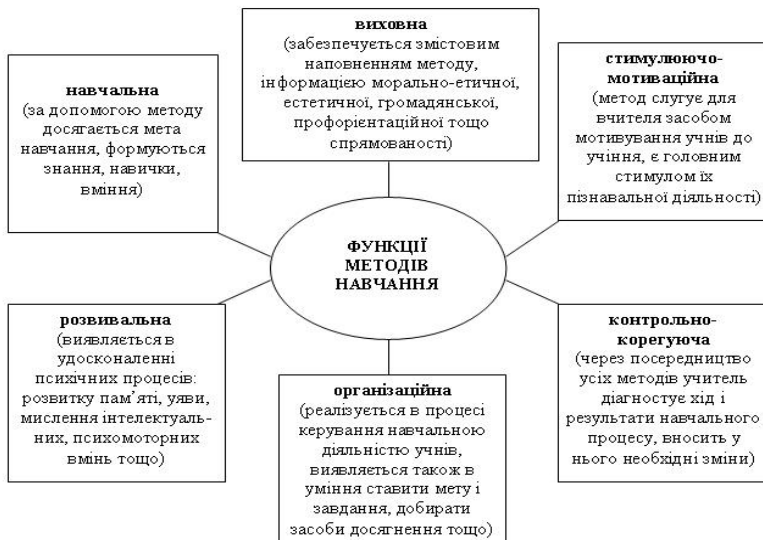 виховна
(забезпечується змістовим
наповненням методу,
інформацією морально-етичної,
естетичної, громадянської,
профорієнтаційної тощо
спрямованості)
навчальна
(за допомогою методу
досягається мета
навчання, формуються
знання, навички,
вміння)
стимулюючо-
мотиваційна
(метод слугує для
вчителя засобом
мотивування учнів до
учіння, є головним
стимулом їх
пізнавальної діяльності)
ФУНКЦІЇ
МЕТОДІВ
НАВЧАННЯ
розвивальна
(виявляється в
удосконаленні
психічних процесів:
розвитку пам’яті, уяви,
мислення інтелектуаль-
них, психомоторних
вмінь тощо)
організаційна
(реалізується в процесі
керування навчальною
діяльністю учнів,
виявляється також в
уміння ставити мету і
завдання, добирати
засоби досягнення тощо)
контрольно-
корегуюча
(через посередництво
усіх методів учитель
діагностує хід і
результати навчального
процесу, вносить у
нього необхідні зміни)